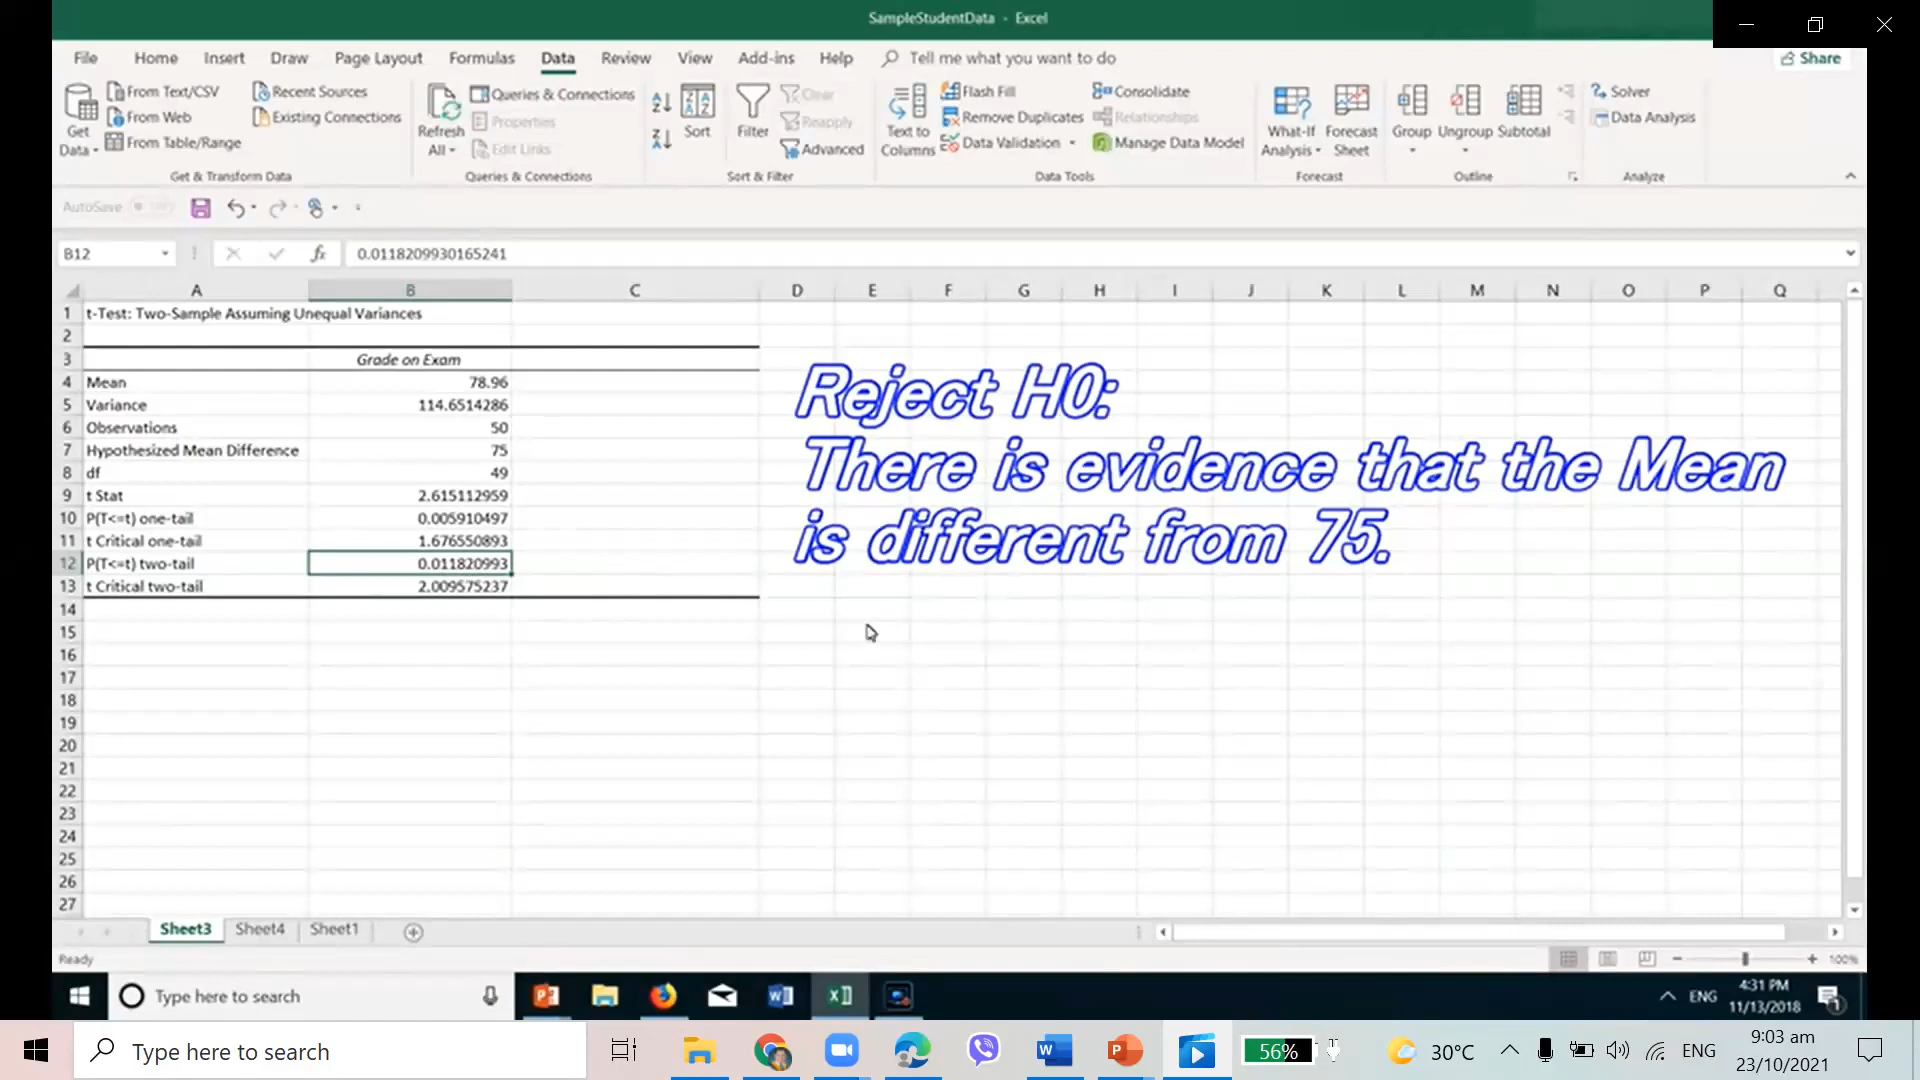 SampleStudentData - Excel
File Home Insert Draw Page Layout Formulas Data Review View Add-ins Help Tell me what you want to do Share
Get Data
From Text/CSV
From Web
From Table/Range
Recent Sources
Existing Connections
Get & Transform Data
Refresh All
Queries & Connections
Properties
Edit Links
Queries & Connections
Sort
Filter
Clear
Reapply
Advanced
Sort & Filter
Text to Columns
Flash Fill
Remove Duplicates
Data Validation
Consolidate
Relationships
Manage Data Model
Data Tools
What-If Analysis
Forecast Sheet
Forecast
Group
Ungroup
Subtotal
Outline
Solver
Data Analysis
Analyze
AutoSave
B12 fx 0.0118209930165241
A B C D E F G H I J K L M N O P Q
1 t-Test: Two-Sample Assuming Unequal Variances
2
3 Grade on Exam
4 Mean 78.96
5 Variance 114.6514286
6 Observations 50
7 Hypothesized Mean Difference 75
8 df 49
9 t Stat 2.615112959
10 P(T<=t) one-tail 0.005910497
11 t Critical one-tail 1.676550893
12 P(T<=t) two-tail 0.011820993
13 t Critical two-tail 2.009575237
14
15
16
17
18
19
20
21
22
23
24
25
26
27
Reject H0:
There is evidence that the Mean
is different from 75.
Sheet3 Sheet4 Sheet1
Ready 100%
Type here to search ENG 4:31 PM
11/13/2018 1
Type here to search 56% 30°C ENG 9:03 am
23/10/2021